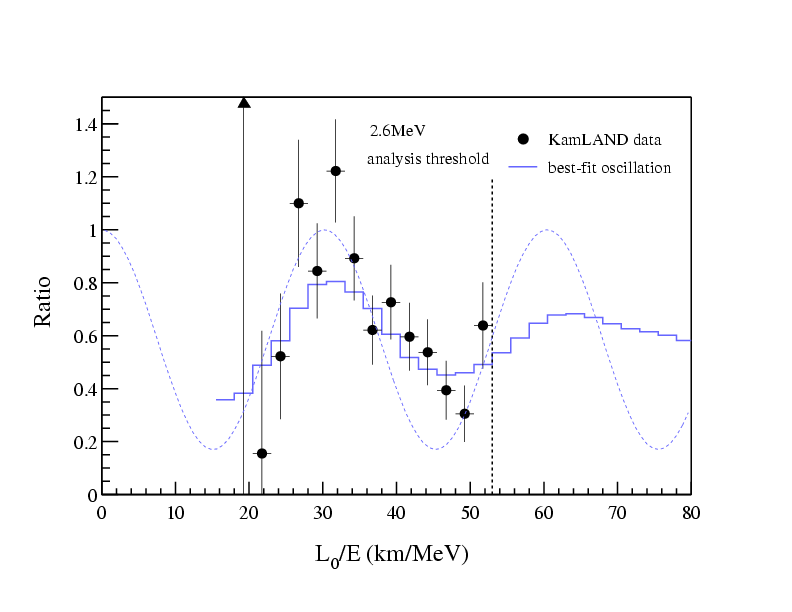 1.4
1.2
1
0.8
0.6
0.4
0.2
0
Ratio
2.6MeV
analysis threshold
KamLAND data
best-fit oscillation
0 10 20 30 40 50 60 70 80
L₀/E (km/MeV)